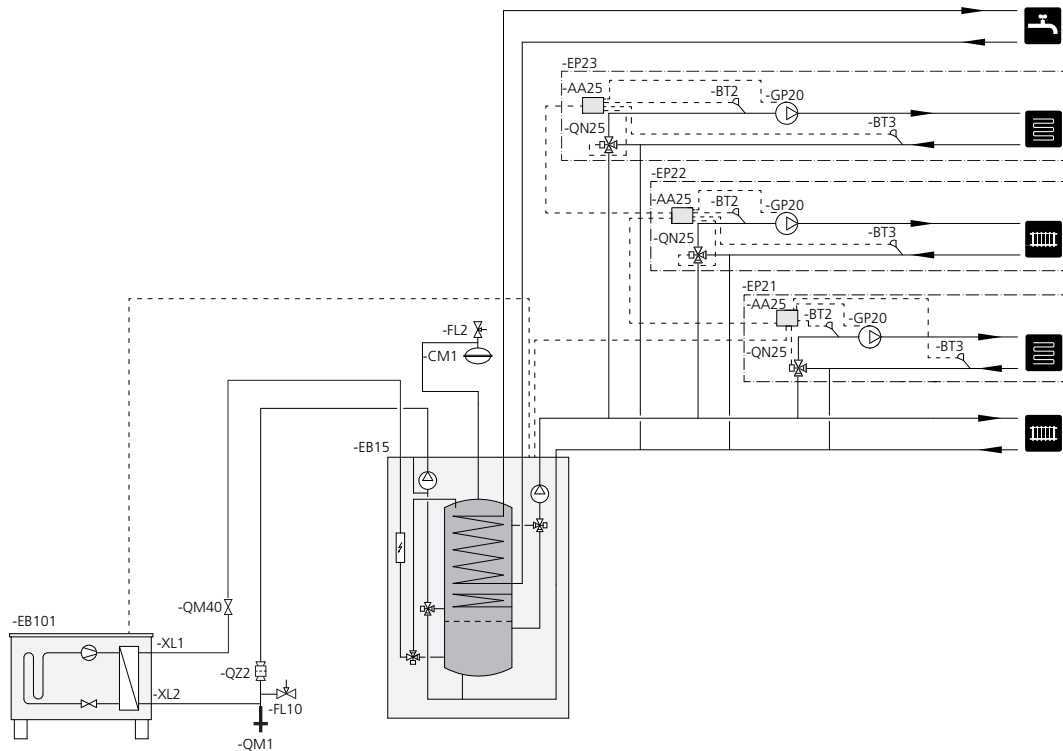 -EP23
-AA25
-BT2
-GP20
-QN25
-BT3
-EP22
-AA25
-BT2
-GP20
-QN25
-BT3
-EP21
-AA25
-BT2
-GP20
-QN25
-BT3
-FL2
-CM1
-EB15
-QM40
-EB101
-XL1
-QZ2
-XL2
-FL10
-QM1